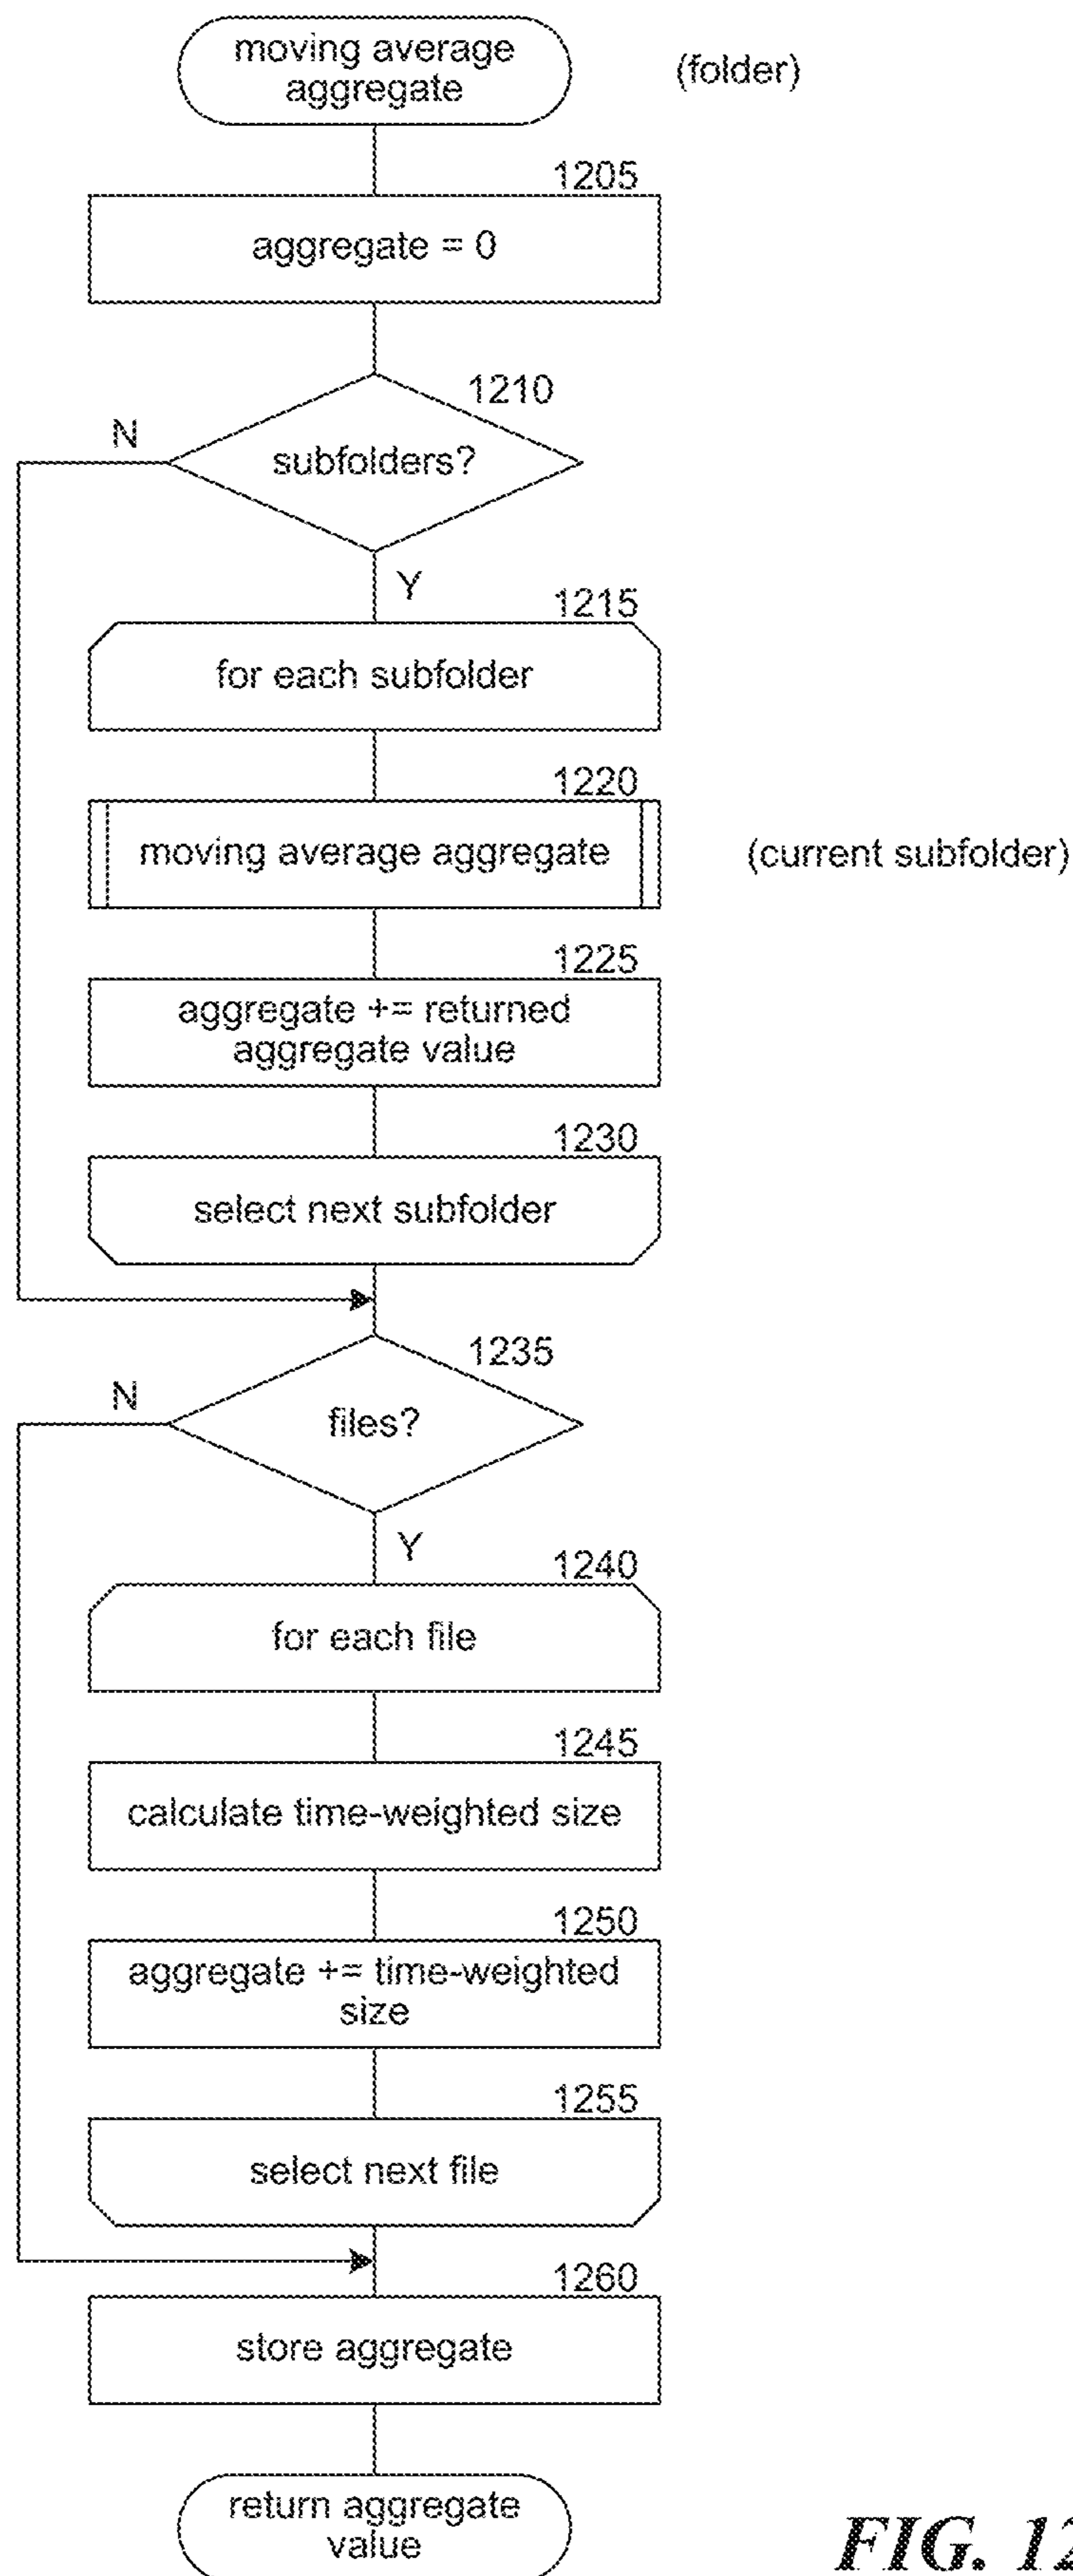 moving average
aggregate
(folder)
1205
aggregate = 0
1210
N
subfolders?
Y
1215
for each subfolder
1220
moving average aggregate
(current subfolder)
1225
aggregate += returned
aggregate value
1230
select next subfolder
1235
N
files?
Y
1240
for each file
1245
calculate time-weighted size
1250
aggregate += time-weighted
size
1255
select next file
1260
store aggregate
return aggregate
value
FIG. 12